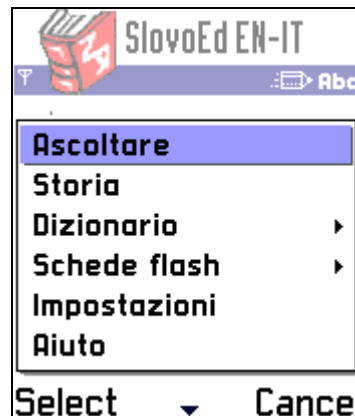 SlovoEd EN-IT
Abc
Ascoltare
Storia
Dizionario
Schede flash
Impostazioni
Aiuto
Select Cance